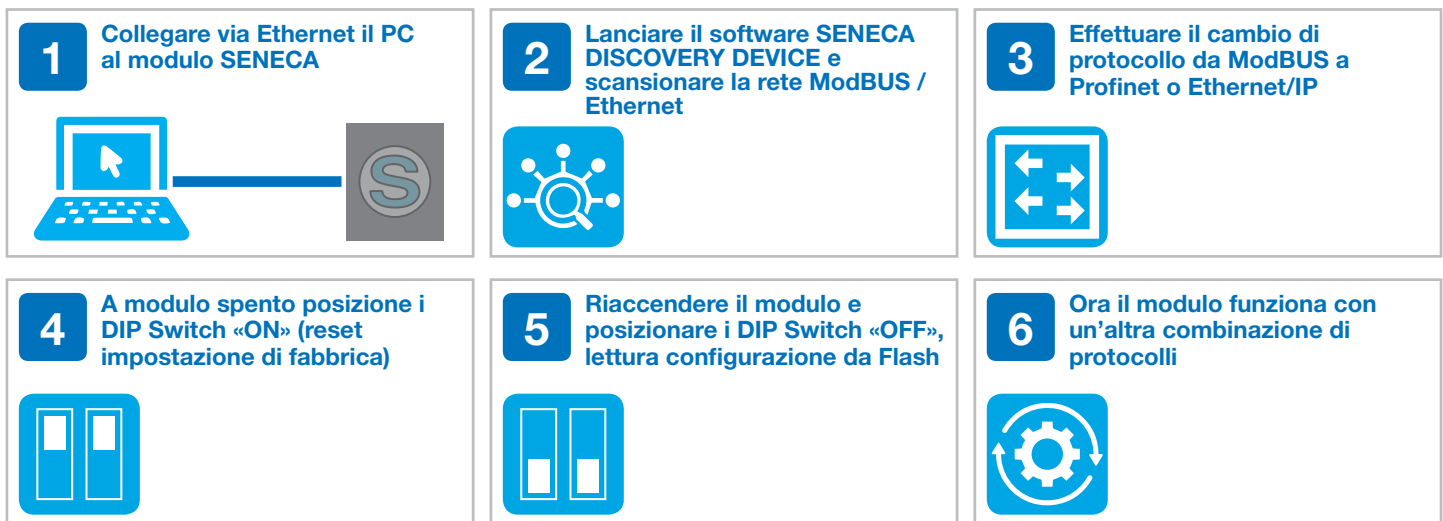 1
Collegare via Ethernet il PC
al modulo SENECA
S
2
Lanciare il software SENECA
DISCOVERY DEVICE e
scansionare la rete ModBUS /
Ethernet
3
Effettuare il cambio di
protocollo da ModBUS a
Profinet o Ethernet/IP
4
A modulo spento posizione i
DIP Switch «ON» (reset
impostazione di fabbrica)
5
Riaccendere il modulo e
posizionare i DIP Switch «OFF»,
lettura configurazione da Flash
6
Ora il modulo funziona con
un’altra combinazione di
protocolli